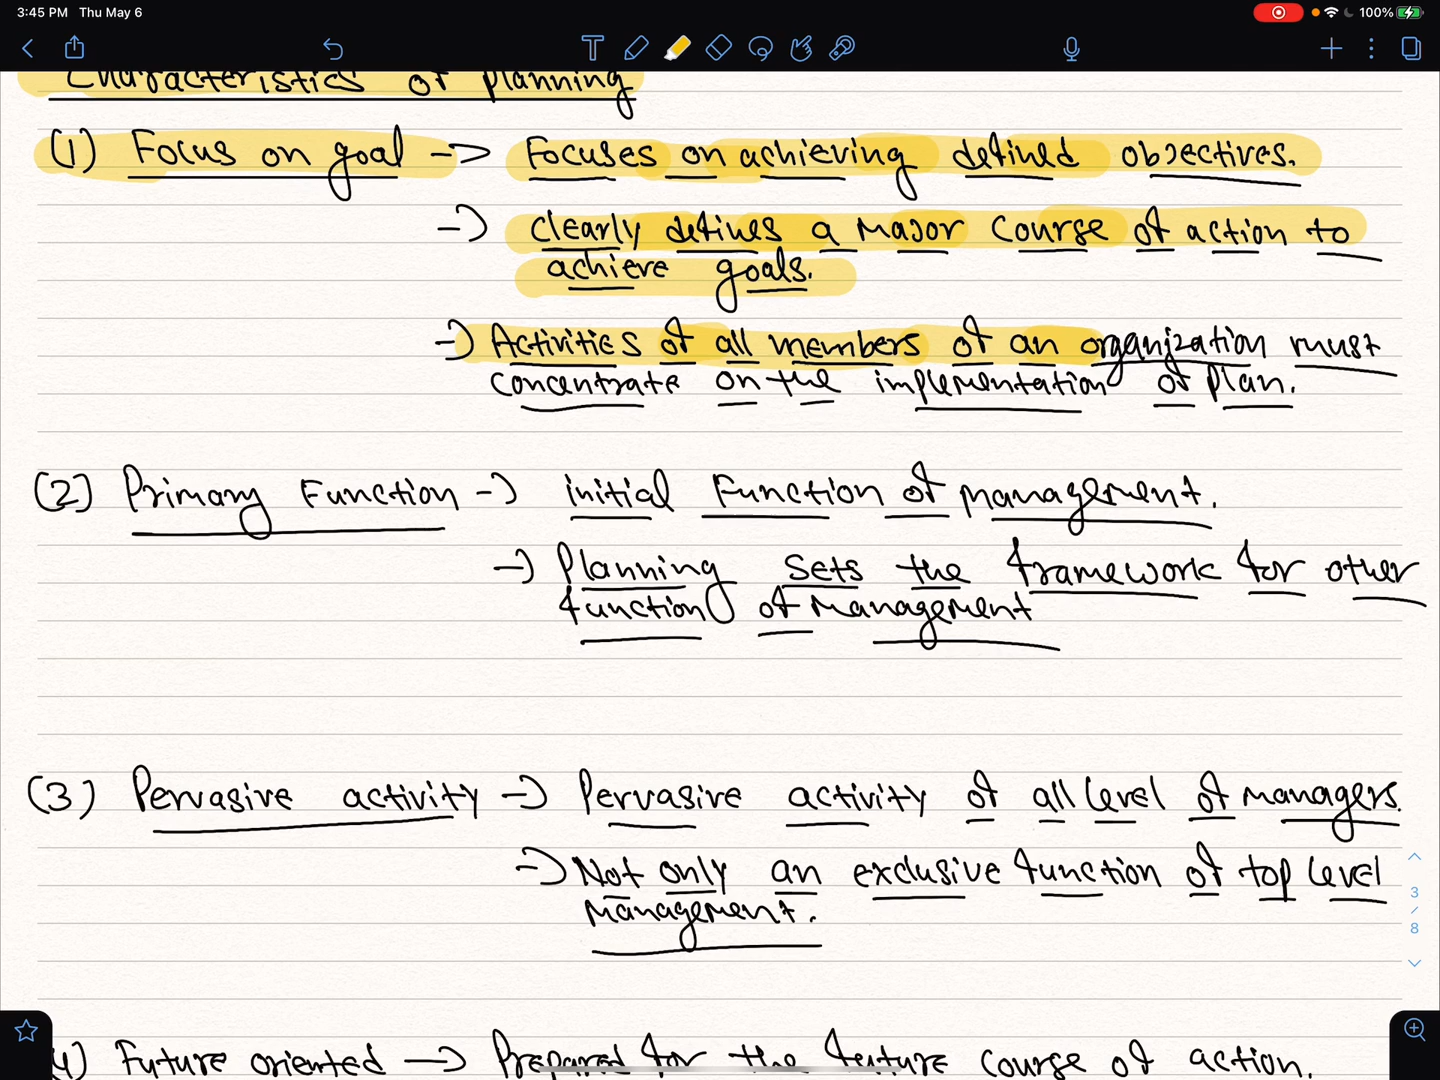 3:45 PM Thu May 6
100%
Characteristics of planning
(1) Focus on goal -> Focuses on achieving defined objectives.
-> Clearly defines a major course of action to
achieve goals.
-> Activities of all members of an organization must
concentrate on the implementation of plan.
(2) Primary Function -> initial Function of management.
-> Planning sets the framework for other
function of management
(3) Pervasive activity -> Pervasive activity of all level of managers.
-> Not only an exclusive function of top level
management.
3
/
8
4) Future oriented -> Prepared for the future course of action.